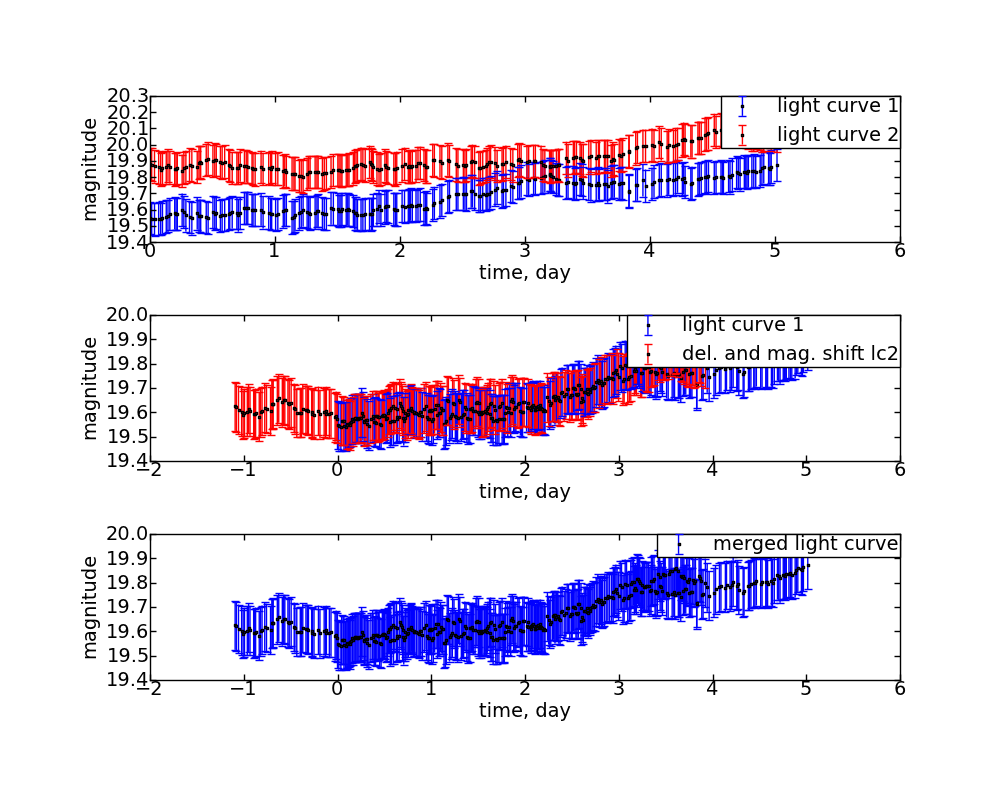 20.3
20.2
20.1
20.0
19.9
19.8
19.7
19.6
19.5
19.4
magnitude
light curve 1
light curve 2
0 1 2 3 4 5 6
time, day
20.0
19.9
19.8
19.7
19.6
19.5
19.4
magnitude
light curve 1
del. and mag. shift lc2
−2 −1 0 1 2 3 4 5 6
time, day
20.0
19.9
19.8
19.7
19.6
19.5
19.4
magnitude
merged light curve
−2 −1 0 1 2 3 4 5 6
time, day